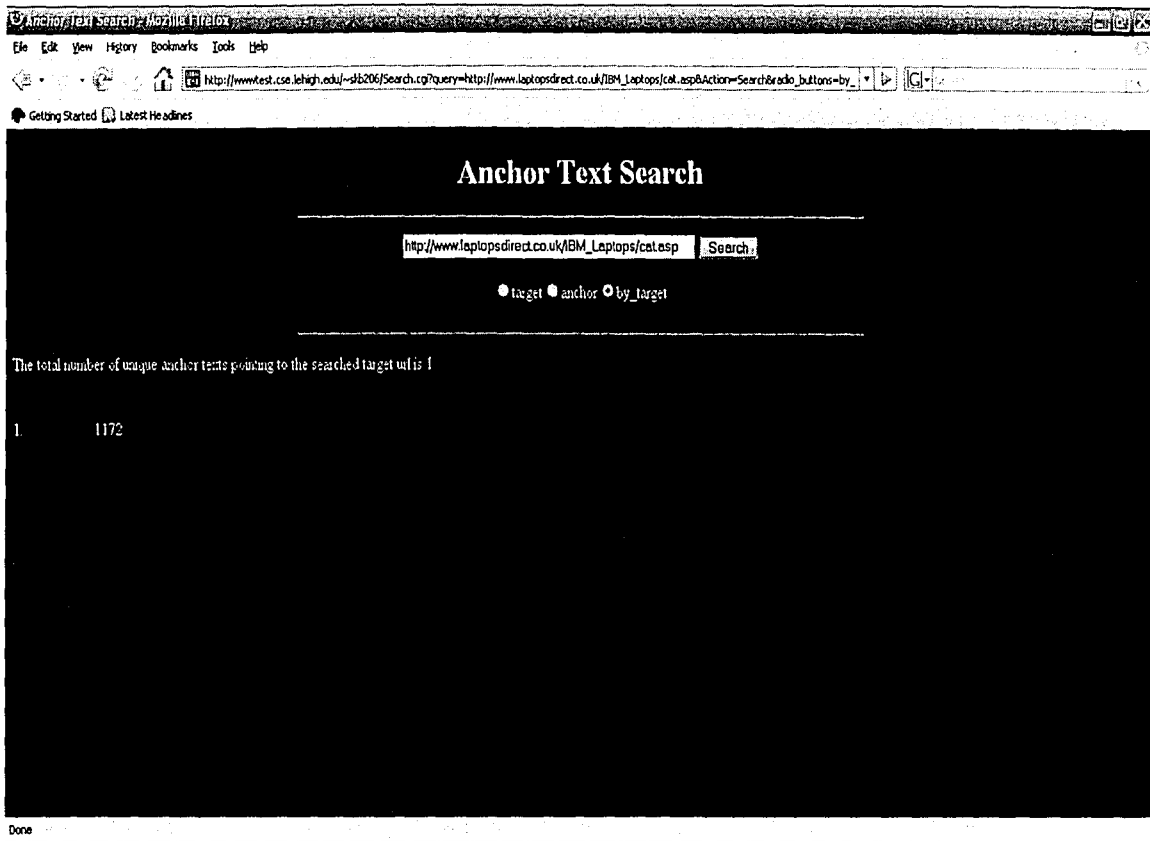 Anchor Text Search - Mozilla Firefox
File Edit View History Bookmarks Tools Help
http://wwwtest.cse.lehigh.edu/~skb206/Search.cgi?query=http://www.laptopsdirect.co.uk/IBM_Laptops/cat.asp&Action=Search&radio_buttons=by_
G
Getting Started Latest Headlines
Anchor Text Search
http://www.laptopsdirect.co.uk/IBM_Laptops/cat.asp Search
target anchor by_target
The total number of unique anchor texts pointing to the searched target url is 1
1. 1172
Done